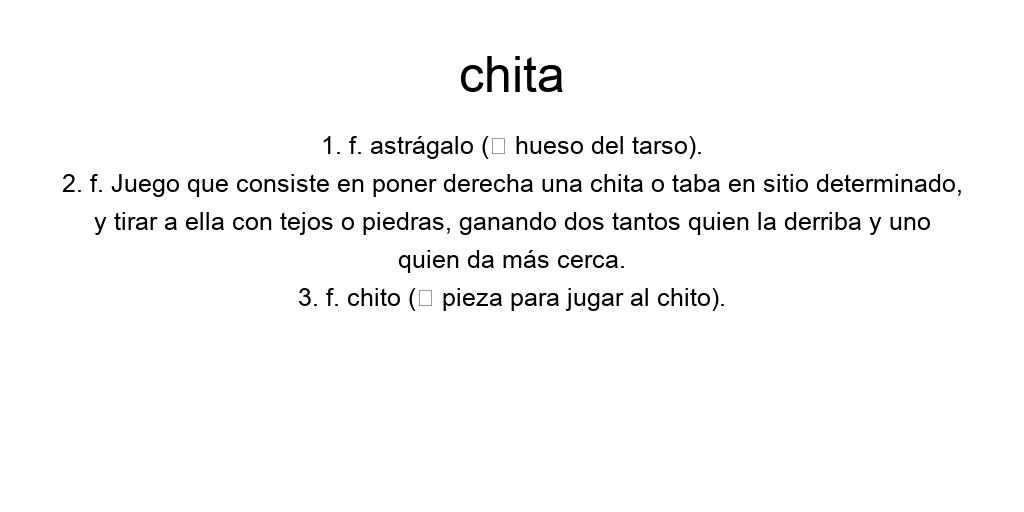 chita
1. f. astrágalo (□ hueso del tarso).
2. f. Juego que consiste en poner derecha una chita o taba en sitio determinado,
y tirar a ella con tejos o piedras, ganando dos tantos quien la derriba y uno
quien da más cerca.
3. f. chito (□ pieza para jugar al chito).